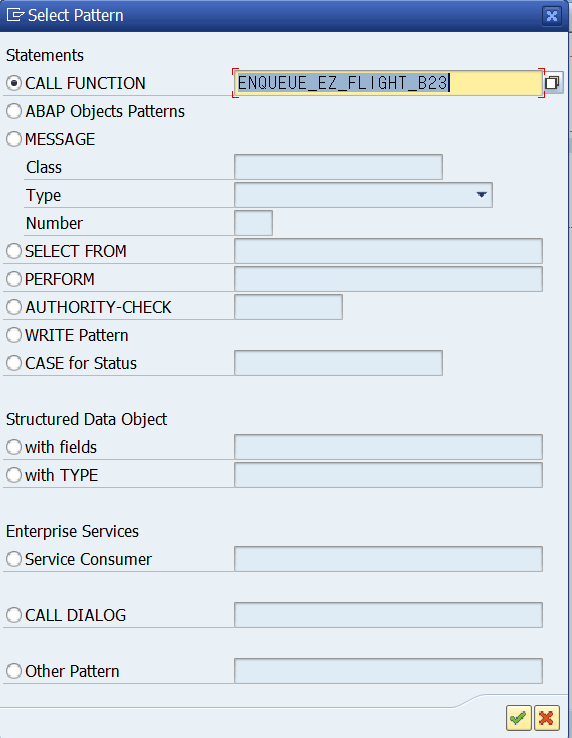 Select Pattern
Statements
CALL FUNCTION ENQUEUE_EZ_FLIGHT_B23
ABAP Objects Patterns
MESSAGE
Class
Type
Number
SELECT FROM
PERFORM
AUTHORITY-CHECK
WRITE Pattern
CASE for Status
Structured Data Object
with fields
with TYPE
Enterprise Services
Service Consumer
CALL DIALOG
Other Pattern